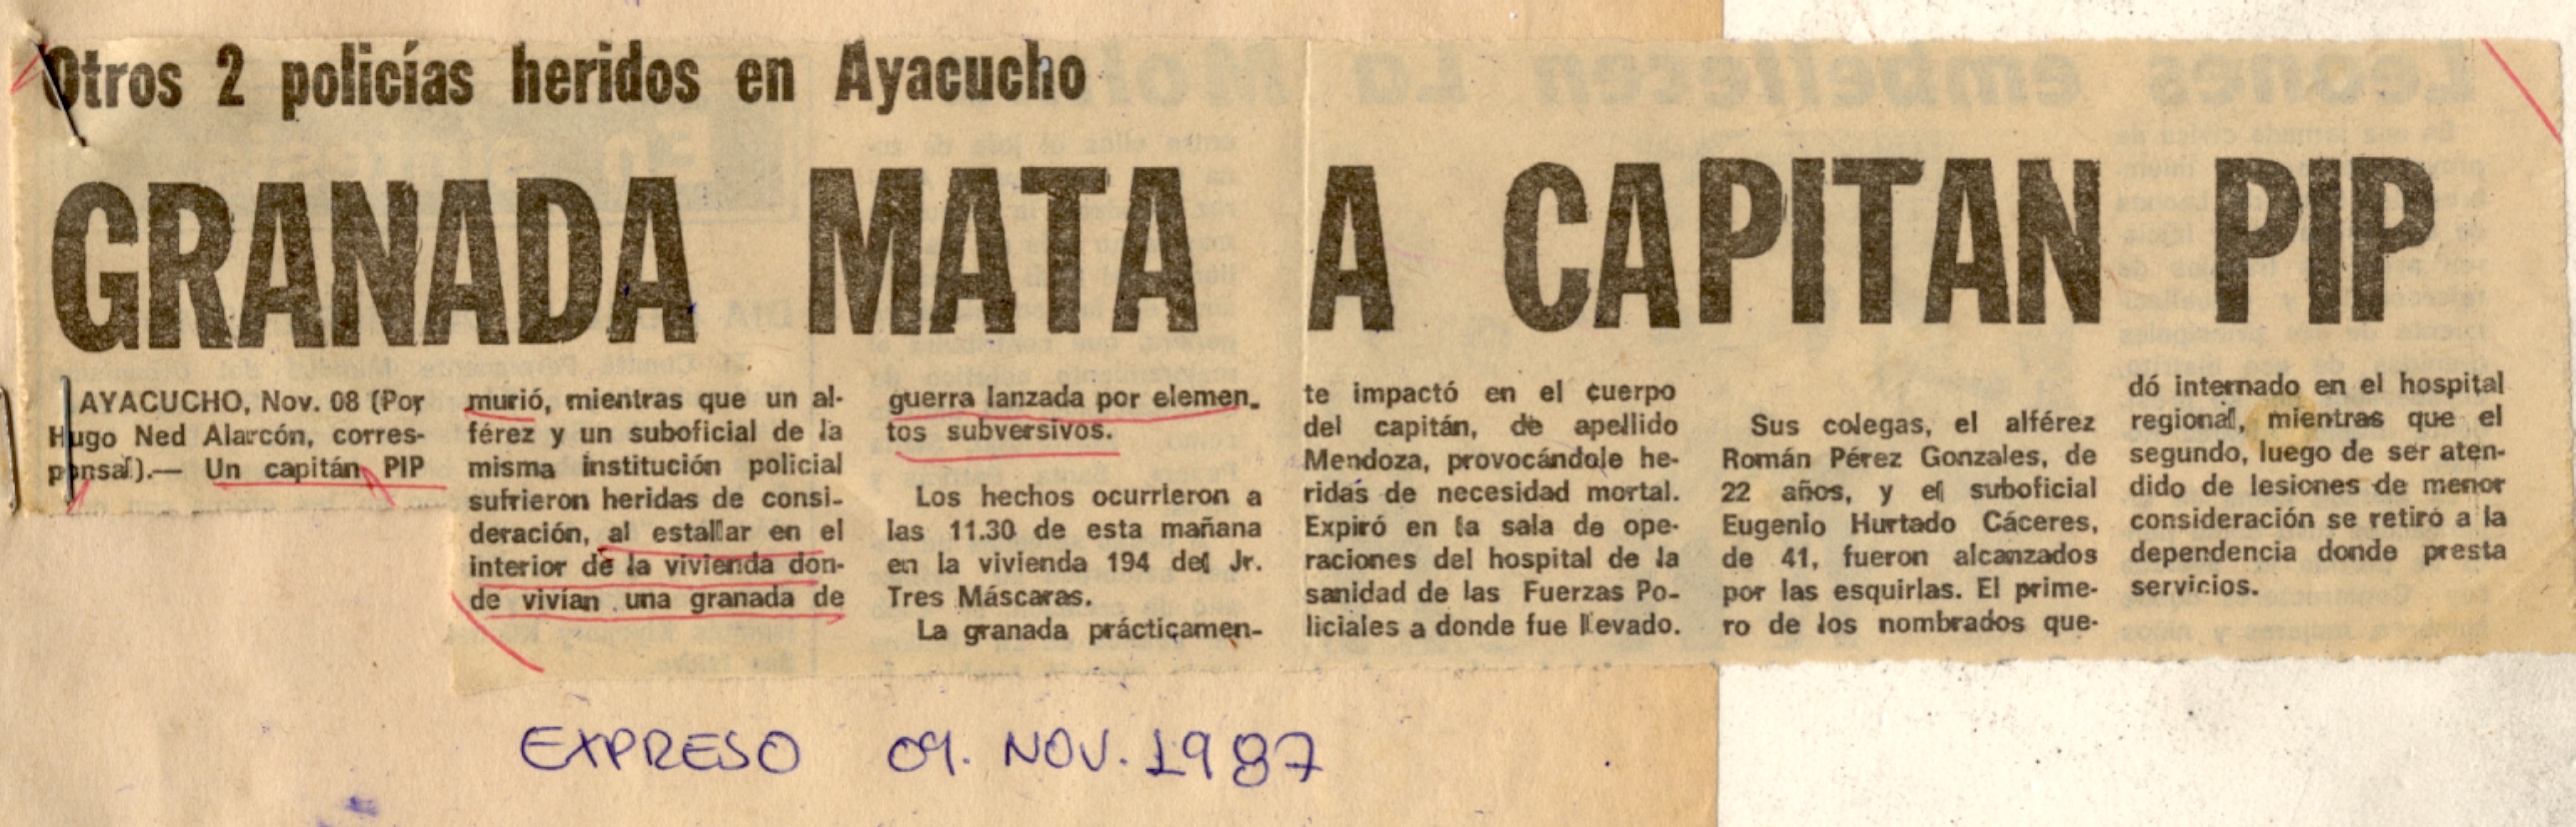 Otros 2 policías heridos en Ayacucho
GRANADA MATA A CAPITAN PIP
AYACUCHO, Nov. 08 (Por
Hugo Ned Alarcón, corres-
ponsal).— Un capitán PIP
murió, mientras que un al-
férez y un suboficial de la
misma institución policial
sufrieron heridas de consi-
deración, al estallar en el
interior de la vivienda don-
de vivían una granada de
guerra lanzada por elemen-
tos subversivos.
Los hechos ocurrieron a
las 11.30 de esta mañana
en la vivienda 194 del Jr.
Tres Máscaras.
La granada prácticamen-
te impactó en el cuerpo
del capitán, de apellido
Mendoza, provocándole he-
ridas de necesidad mortal.
Expiró en la sala de ope-
raciones del hospital de la
sanidad de las Fuerzas Po-
liciales a donde fue llevado.
Sus colegas, el alférez
Román Pérez Gonzales, de
22 años, y el suboficial
Eugenio Hurtado Cáceres,
de 41, fueron alcanzados
por las esquirlas. El prime-
ro de los nombrados que-
dó internado en el hospital
regional, mientras que el
segundo, luego de ser aten-
dido de lesiones de menor
consideración se retiró a la
dependencia donde presta
servicios.
EXPRESO 09. NOV. 1987